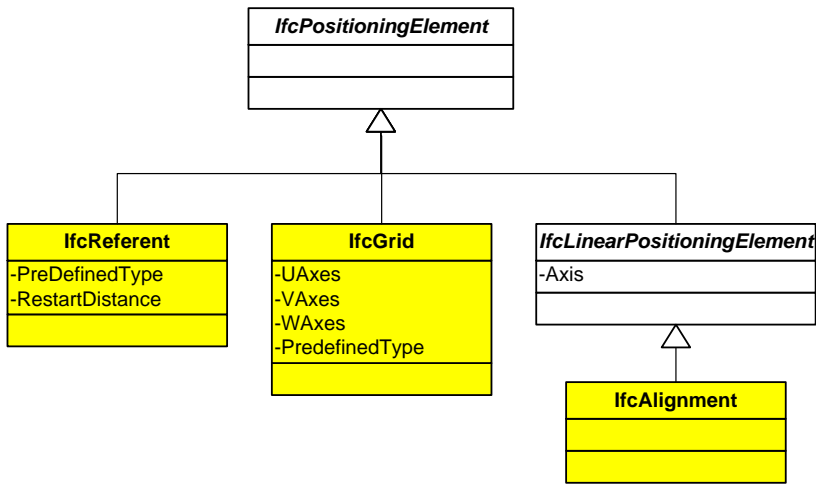 IfcPositioningElement
IfcReferent
-PreDefinedType
-RestartDistance
IfcGrid
-UAxes
-VAxes
-WAxes
-PredefinedType
IfcLinearPositioningElement
-Axis
IfcAlignment